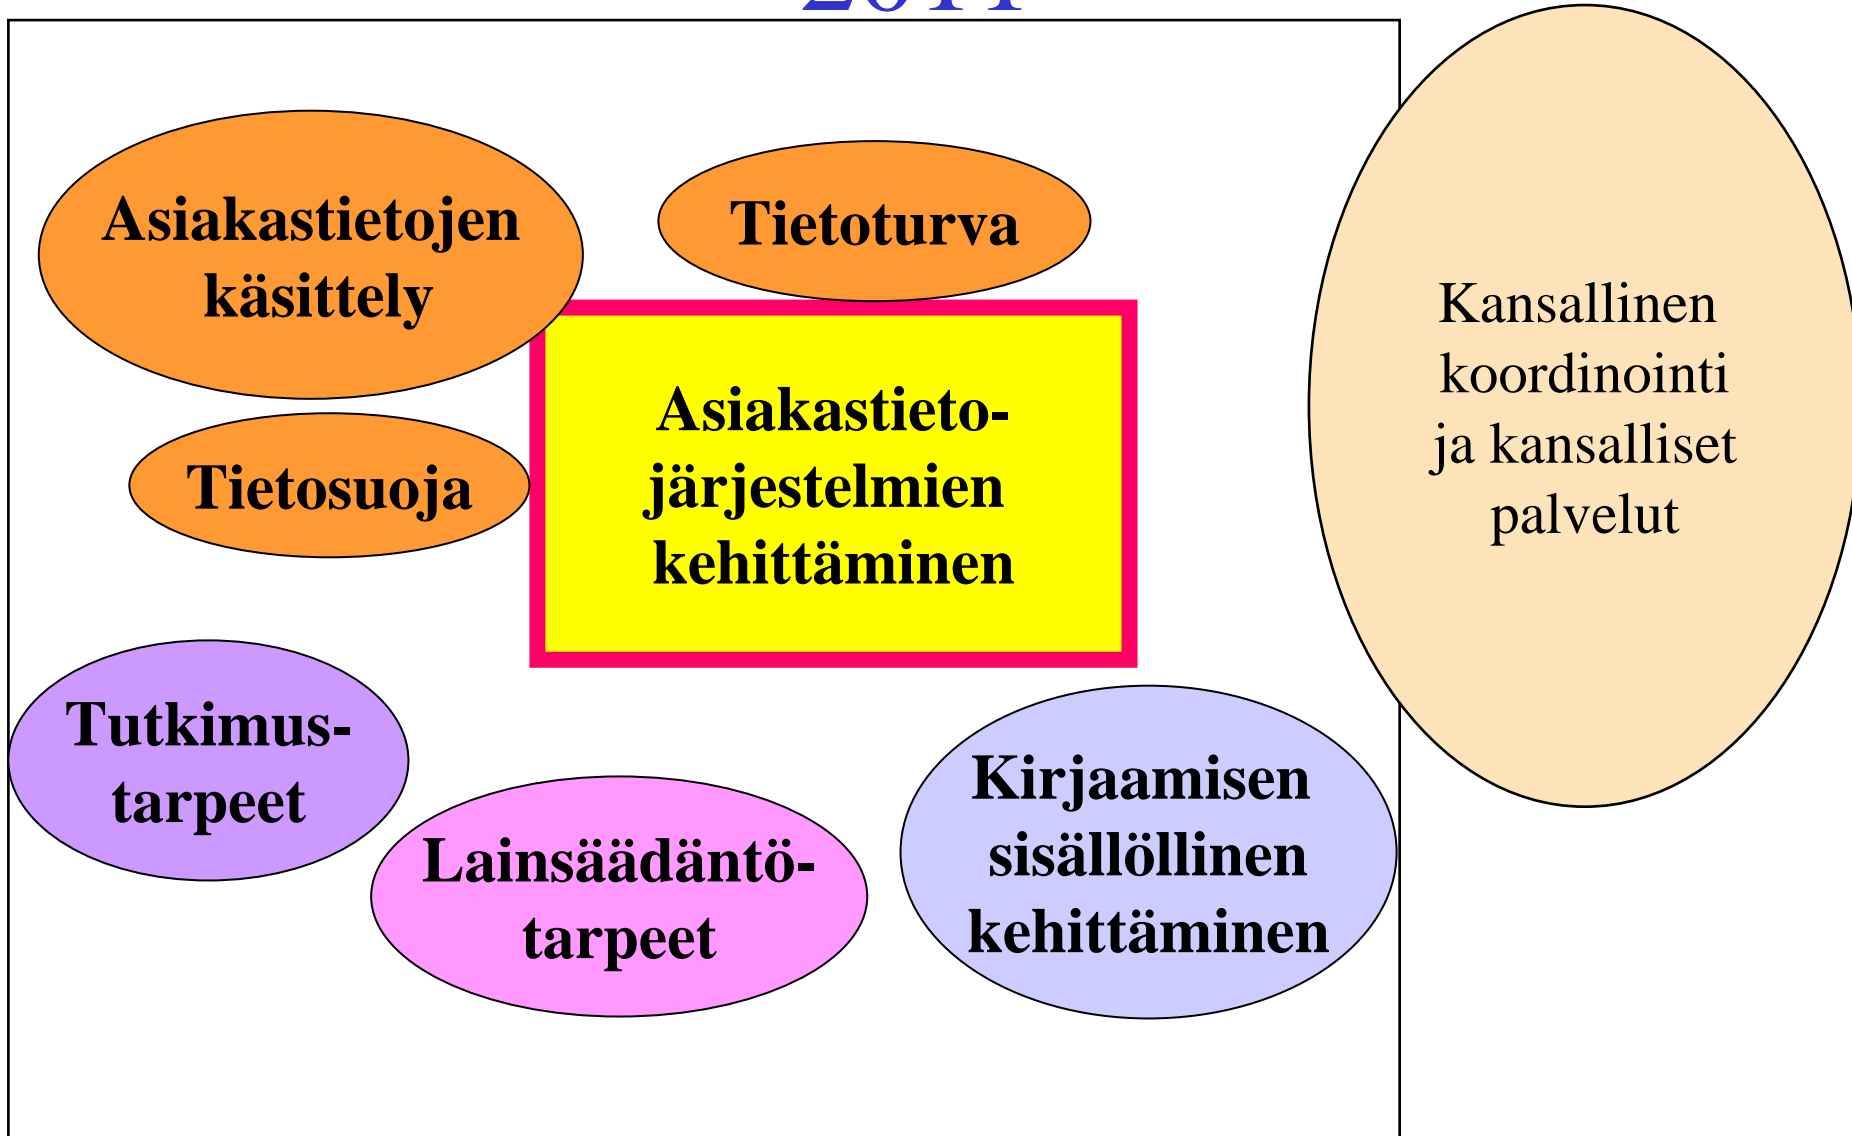 2011
Asiakastietojen
käsittely
Tietoturva
Asiakastieto-
järjestelmien
kehittäminen
Tietosuoja
Kansallinen
koordinointi
ja kansalliset
palvelut
Tutkimus-
tarpeet
Lainsäädäntö-
tarpeet
Kirjaamisen
sisällöllinen
kehittäminen